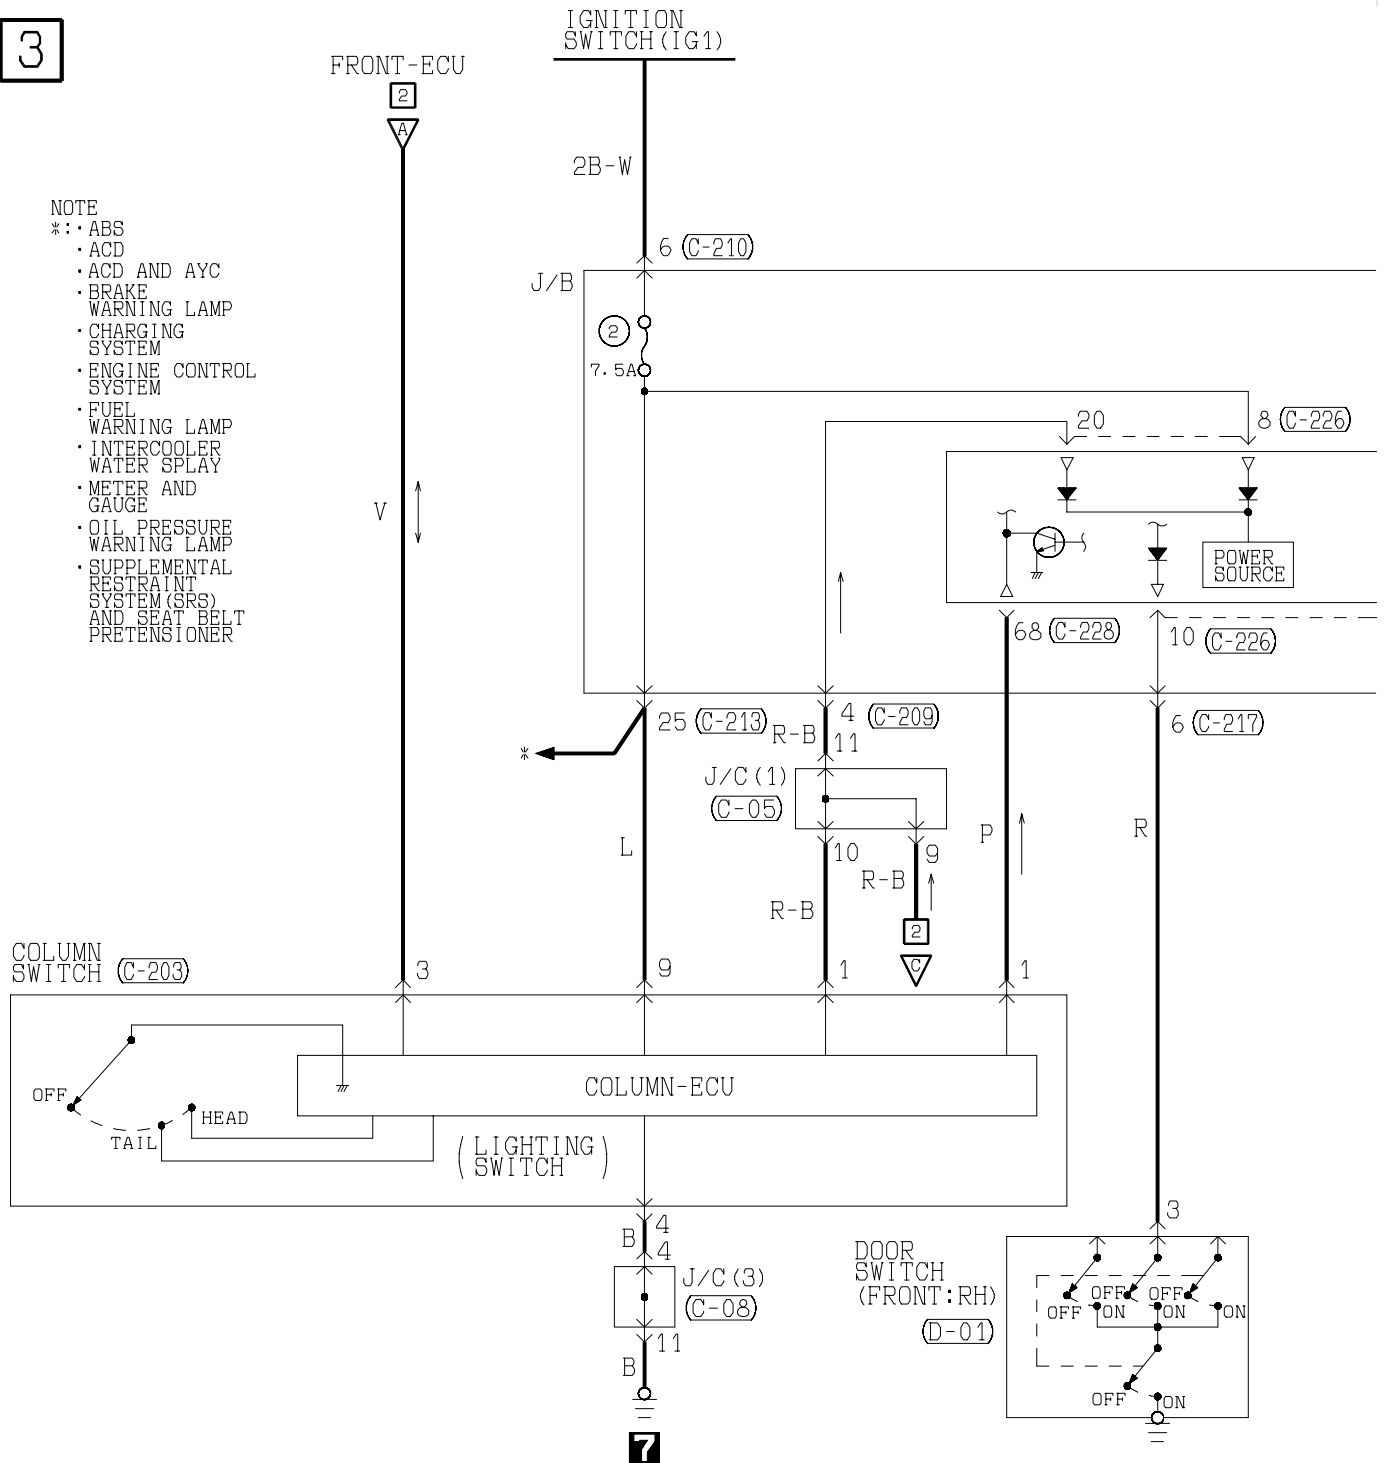 3
IGNITION
SWITCH(IG1)
FRONT-ECU
2
A
2B-W
NOTE
*:·ABS
·ACD
·ACD AND AYC
·BRAKE
WARNING LAMP
·CHARGING
SYSTEM
·ENGINE CONTROL
SYSTEM
·FUEL
WARNING LAMP
·INTERCOOLER
WATER SPLAY
·METER AND
GAUGE
·OIL PRESSURE
WARNING LAMP
·SUPPLEMENTAL
RESTRAINT
SYSTEM(SRS)
AND SEAT BELT
PRETENSIONER
6 (C-210)
J/B
2
7.5A
20
8 (C-226)
V
POWER
SOURCE
68 (C-228)
10 (C-226)
25 (C-213)
4 (C-209)
6 (C-217)
*
R-B
11
J/C(1)
(C-05)
P
R
L
10
9
R-B
R-B
2
C
COLUMN
SWITCH (C-203)
3
9
1
1
COLUMN-ECU
OFF
HEAD
TAIL
(LIGHTING
SWITCH)
4
B
4
J/C(3)
(C-08)
11
B
7
3
DOOR
SWITCH
(FRONT:RH)
(D-01)
OFF OFF
OFF ON ON ON
OFF
ON